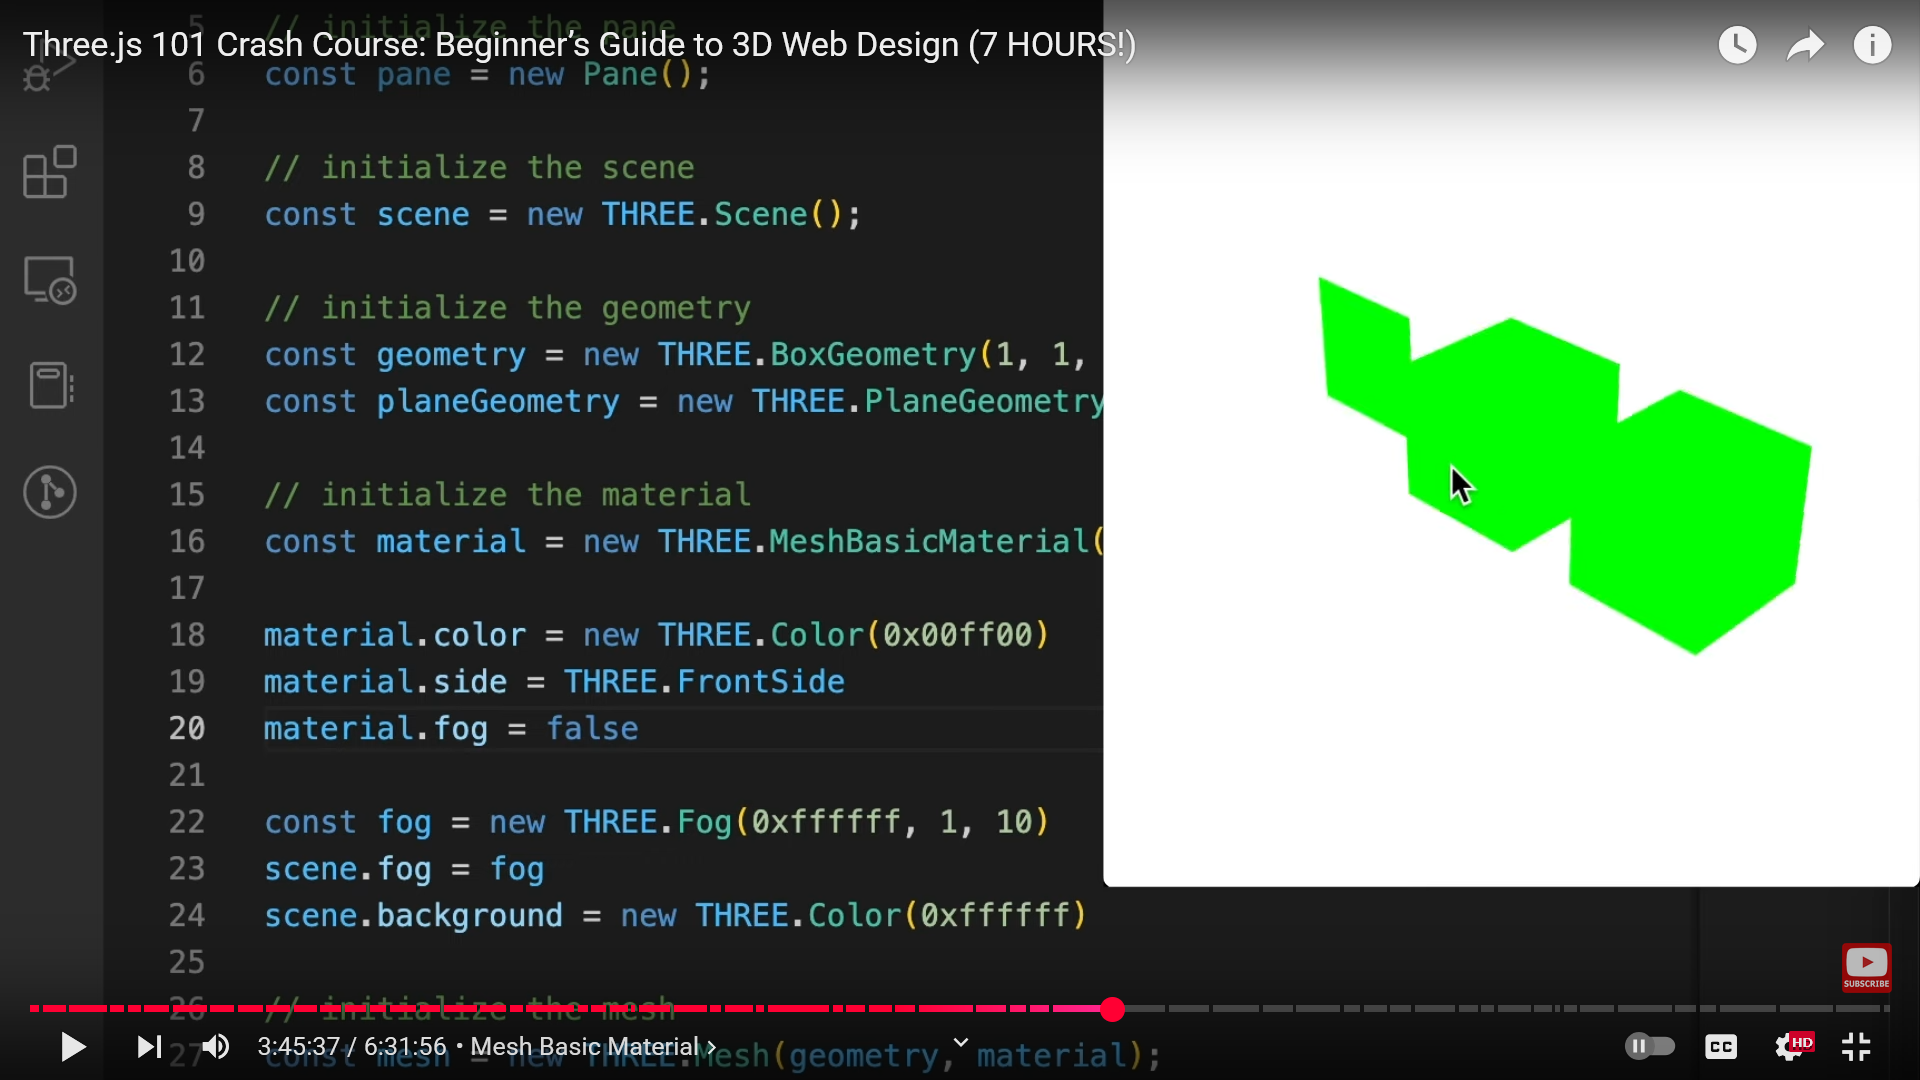 5 // initialize the pane
Three.js 101 Crash Course: Beginner’s Guide to 3D Web Design (7 HOURS!)
6 const pane = new Pane();
7
8 // initialize the scene
9 const scene = new THREE.Scene();
10
11 // initialize the geometry
12 const geometry = new THREE.BoxGeometry(1, 1,
13 const planeGeometry = new THREE.PlaneGeometry
14
15 // initialize the material
16 const material = new THREE.MeshBasicMaterial(
17
18 material.color = new THREE.Color(0x00ff00)
19 material.side = THREE.FrontSide
20 material.fog = false
21
22 const fog = new THREE.Fog(0xffffff, 1, 10)
23 scene.fog = fog
24 scene.background = new THREE.Color(0xffffff)
25
SUBSCRIBE
26 // initialize the mesh
3:45:37 / 6:31:56 • Mesh Basic Material ›
CC
HD
27 const mesh = new THREE.Mesh(geometry, material);